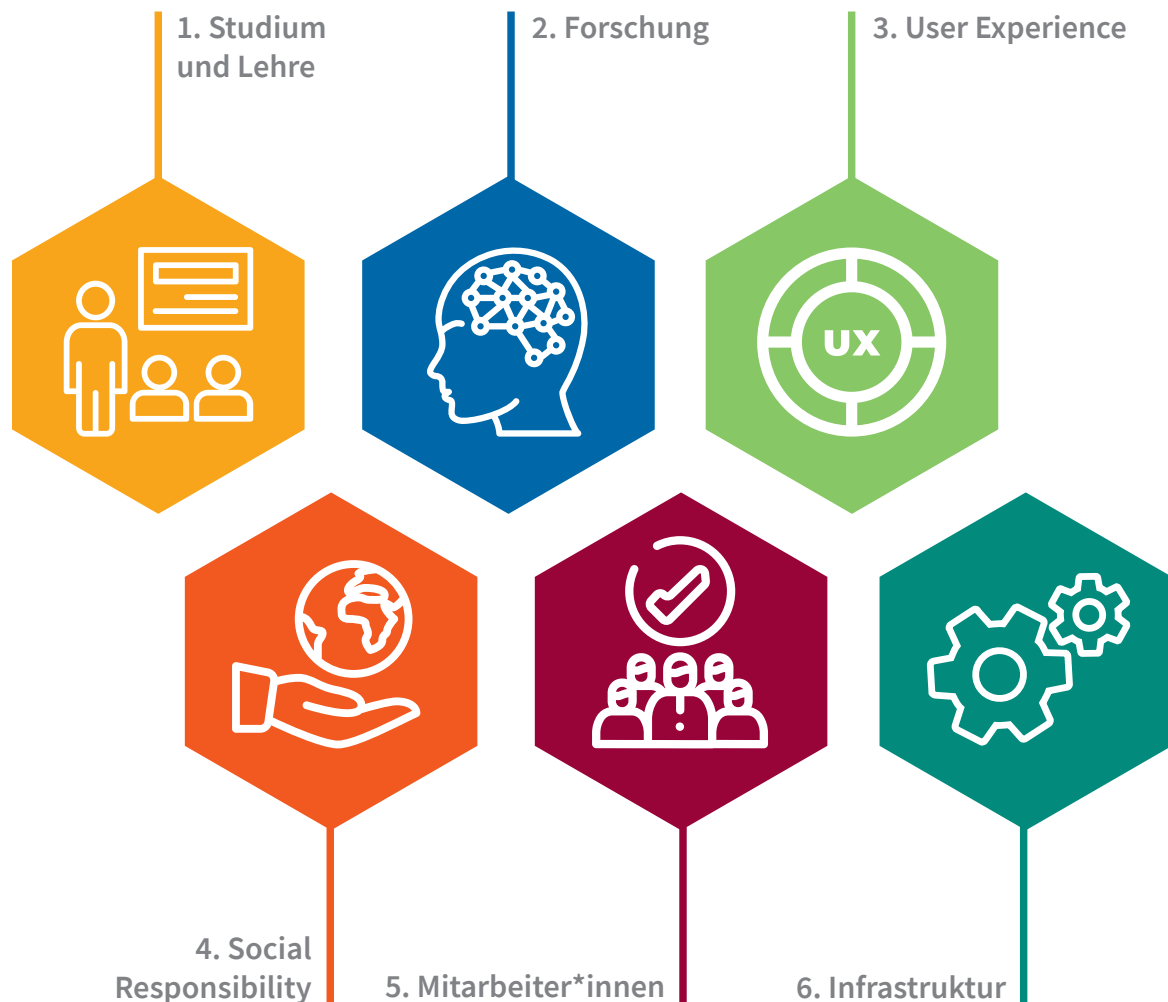 1. Studium
und Lehre
2. Forschung
3. User Experience
UX
4. Social
Responsibility
5. Mitarbeiter*innen
6. Infrastruktur